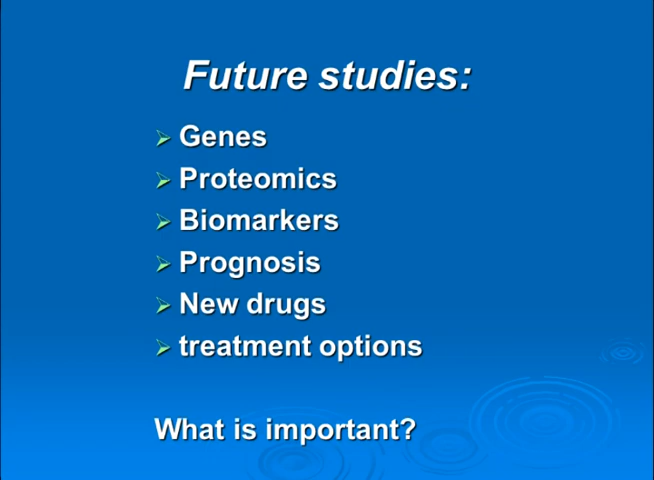 Future studies:
Genes
Proteomics
Biomarkers
Prognosis
New drugs
treatment options
What is important?